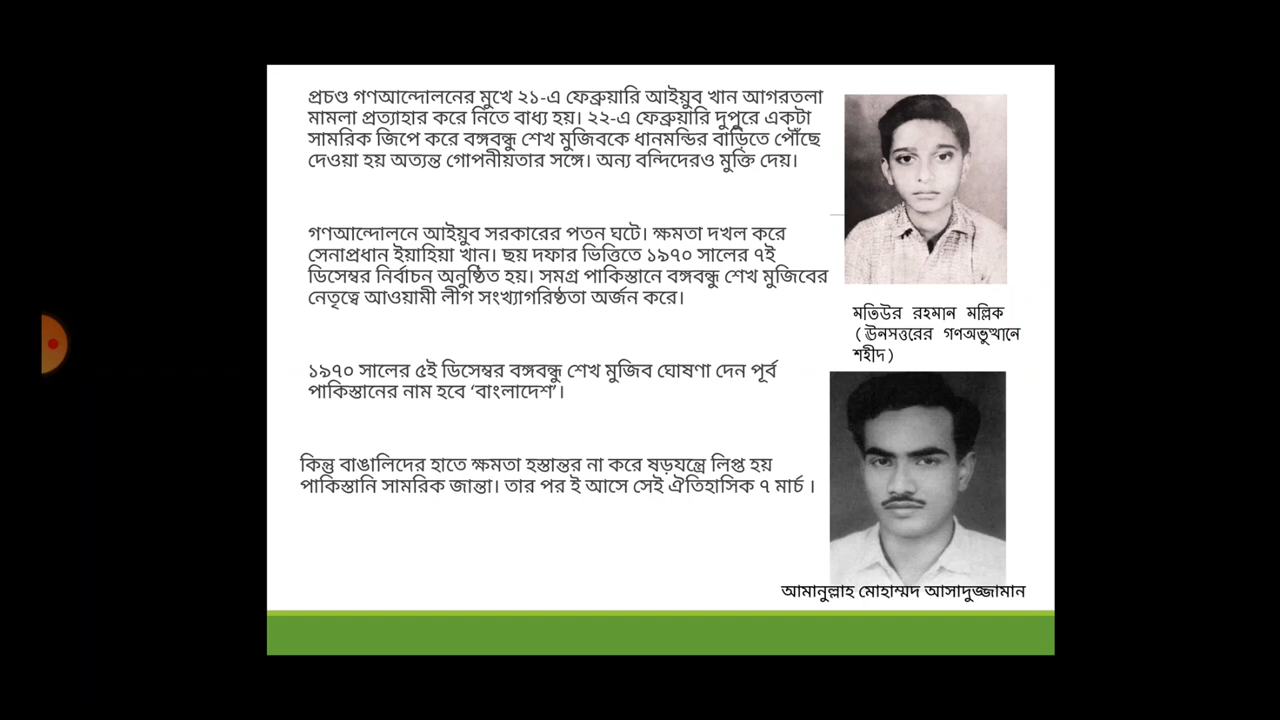 প্রচণ্ড গণআন্দোলনের মুখে ২১-এ ফেব্রুয়ারি আইয়ুব খান আগরতলা
মামলা প্রত্যাহার করে নিতে বাধ্য হয়। ২২-এ ফেব্রুয়ারি দুপুরে একটা
সামরিক জিপে করে বঙ্গবন্ধু শেখ মুজিবকে ধানমন্ডির বাড়িতে পৌঁছে
দেওয়া হয় অত্যন্ত গোপনীয়তার সঙ্গে। অন্য বন্দিদেরও মুক্তি দেয়।
গণআন্দোলনে আইয়ুব সরকারের পতন ঘটে। ক্ষমতা দখল করে
সেনাপ্রধান ইয়াহিয়া খান। ছয় দফার ভিত্তিতে ১৯৭০ সালের ৭ই
ডিসেম্বর নির্বাচন অনুষ্ঠিত হয়। সমগ্র পাকিস্তানে বঙ্গবন্ধু শেখ মুজিবের
নেতৃত্বে আওয়ামী লীগ সংখ্যাগরিষ্ঠতা অর্জন করে।
১৯৭০ সালের ৫ই ডিসেম্বর বঙ্গবন্ধু শেখ মুজিব ঘোষণা দেন পূর্ব
পাকিস্তানের নাম হবে ‘বাংলাদেশ’।
কিন্তু বাঙালিদের হাতে ক্ষমতা হস্তান্তর না করে ষড়যন্ত্রে লিপ্ত হয়
পাকিস্তানি সামরিক জান্তা। তার পর ই আসে সেই ঐতিহাসিক ৭ মার্চ ।
মতিউর রহমান মল্লিক
(ঊনসত্তরের গণঅভুত্থানে
শহীদ)
আমানুল্লাহ মোহাম্মদ আসাদুজ্জামান